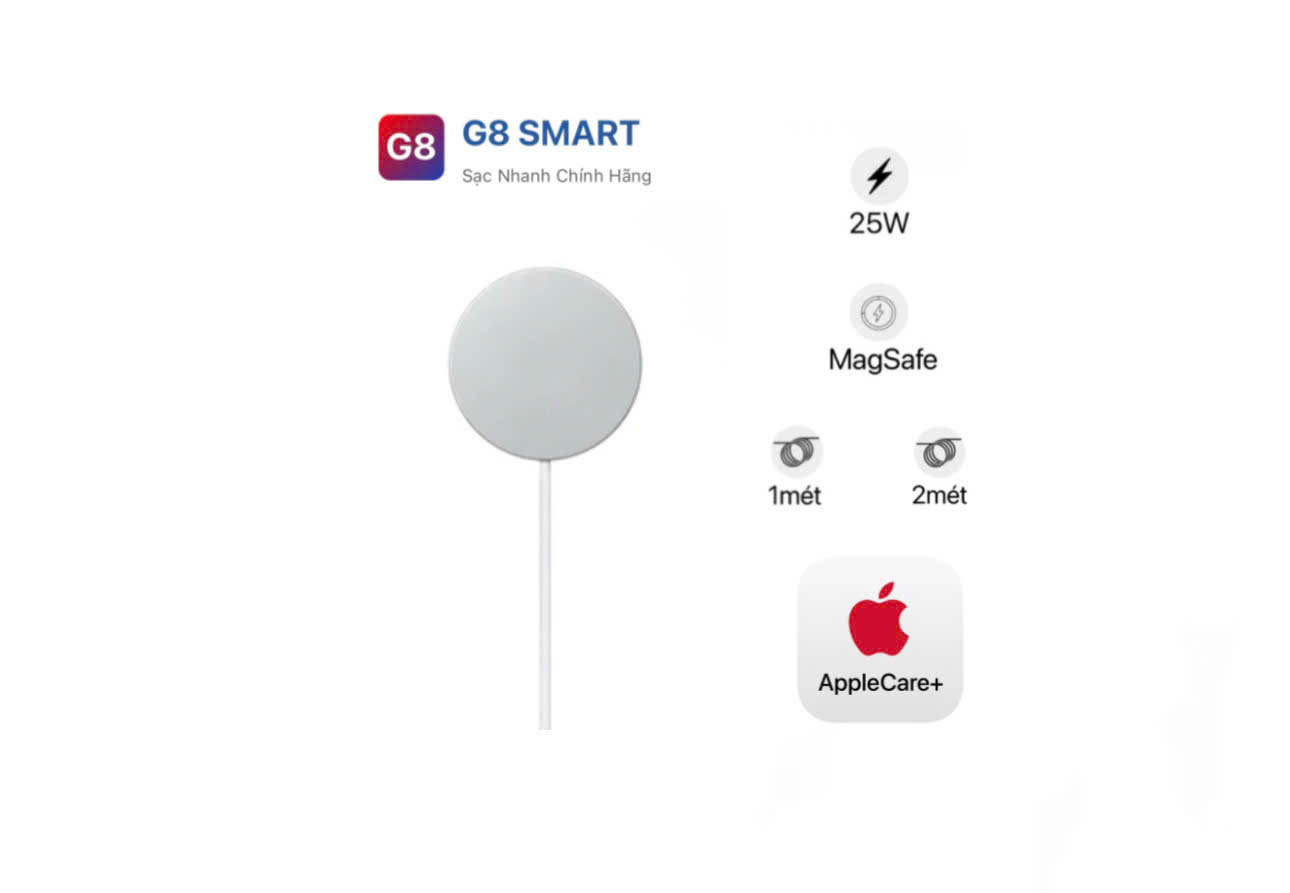 G8
G8 SMART
Sạc Nhanh Chính Hãng
25W
MagSafe
1mét
2mét
AppleCare+